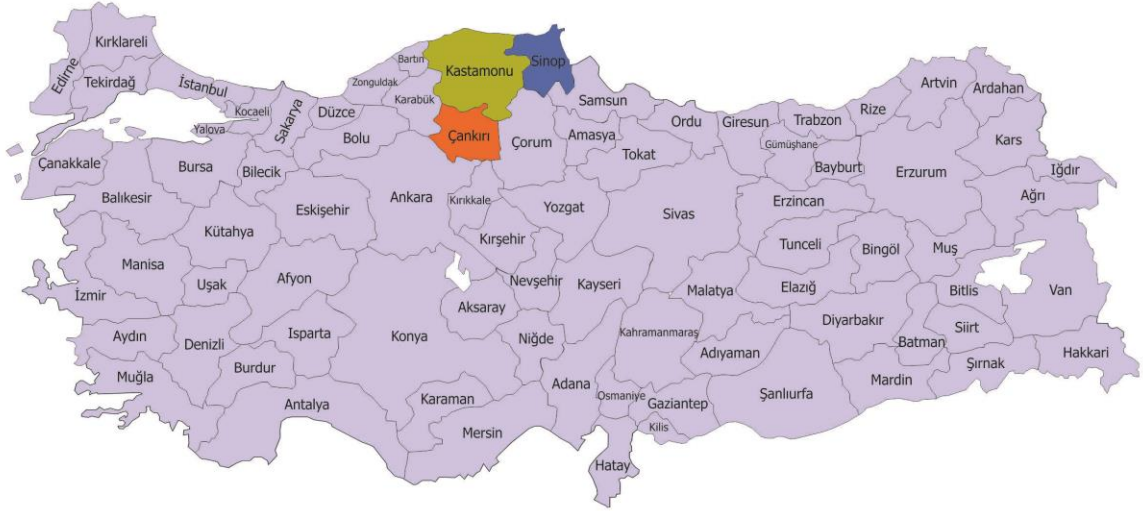 Kırklareli
Edirne
Tekirdağ
İstanbul
Kocaeli
Yalova
Sakarya
Düzce
Zonguldak
Bartın
Karabük
Kastamonu
Sinop
Çankırı
Bolu
Samsun
Çorum
Amasya
Tokat
Ordu
Giresun
Trabzon
Gümüşhane
Rize
Artvin
Ardahan
Kars
Bayburt
Erzurum
Iğdır
Ağrı
Çanakkale
Bursa
Bilecik
Balıkesir
Eskişehir
Ankara
Kırıkkale
Yozgat
Sivas
Erzincan
Kütahya
Kırşehir
Tunceli
Bingöl
Muş
Manisa
Uşak
Afyon
Nevşehir
Kayseri
Malatya
Elazığ
Bitlis
Van
İzmir
Aksaray
Aydın
Denizli
Isparta
Konya
Niğde
Kahramanmaraş
Adıyaman
Diyarbakır
Batman
Siirt
Şırnak
Hakkari
Muğla
Burdur
Antalya
Karaman
Mersin
Adana
Osmaniye
Gaziantep
Kilis
Şanlıurfa
Mardin
Hatay